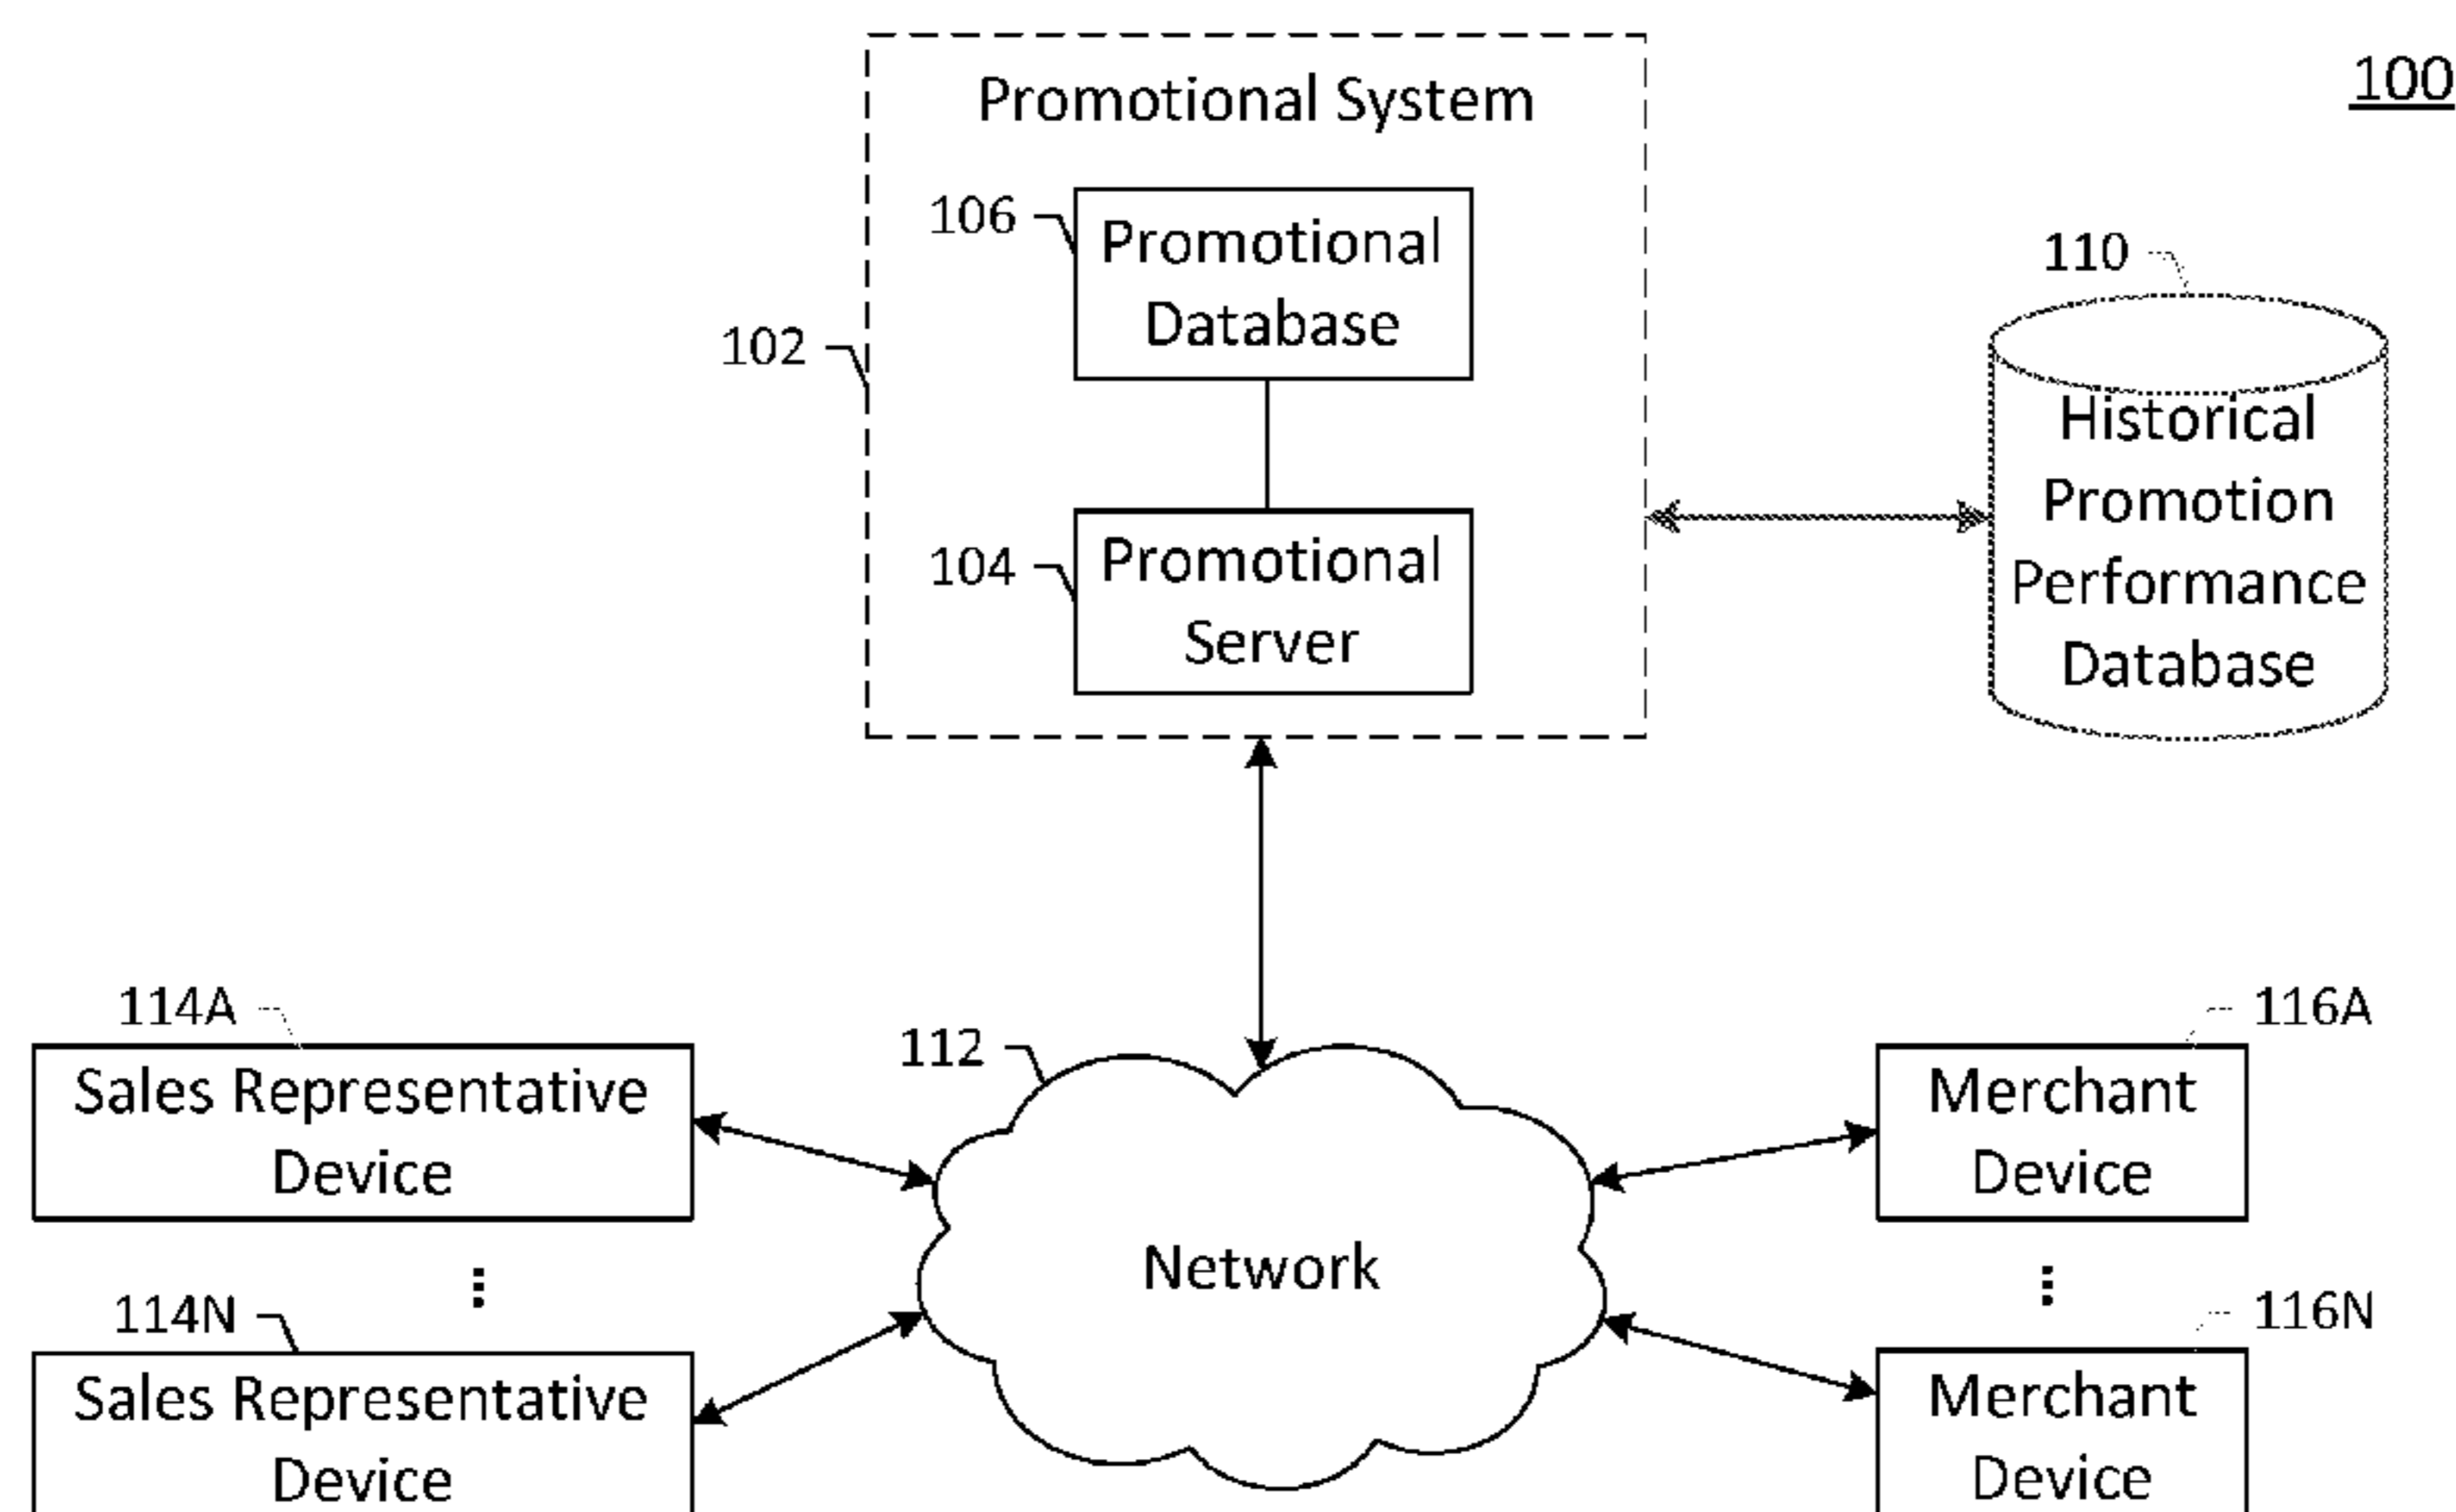 100
Promotional System
106
Promotional
Database
102
104
Promotional
Server
110
Historical
Promotion
Performance
Database
114A
Sales Representative
Device
114N
Sales Representative
Device
112
Network
116A
Merchant
Device
116N
Merchant
Device